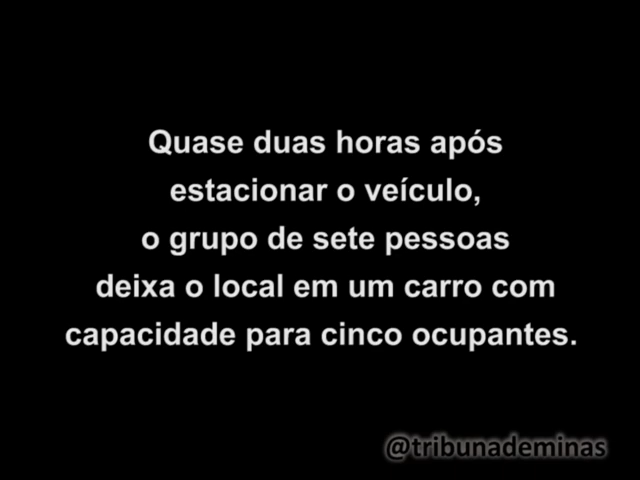 Quase duas horas após
estacionar o veículo,
o grupo de sete pessoas
deixa o local em um carro com
capacidade para cinco ocupantes.
@tribunademinas